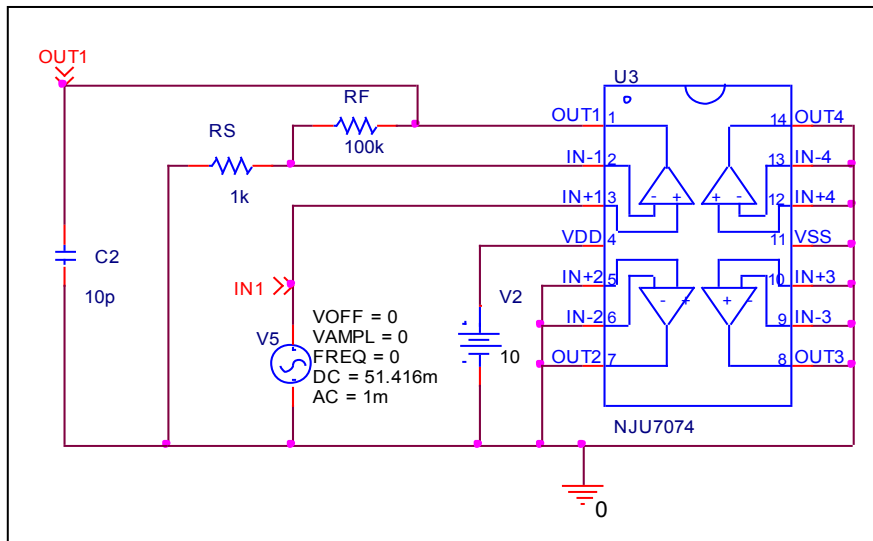 OUT1
U3
RF
OUT1 1 14 OUT4
RS
100k
IN-1 2 13 IN-4
1k
IN+1 3 12 IN+4
VDD 4 11 VSS
C2
IN+2 5 10 IN+3
10p
IN1
V2
VOFF = 0
VAMPL = 0
IN-2 6 9 IN-3
V5
FREQ = 0
10
OUT2 7 8 OUT3
DC = 51.416m
AC = 1m
NJU7074
0
- + + -
- + + -